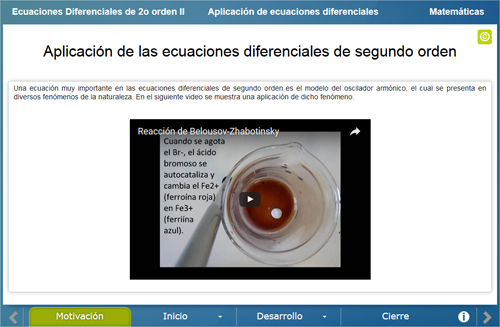 Ecuaciones Diferenciales de 2o orden II Aplicación de ecuaciones diferenciales Matemáticas
©
Aplicación de las ecuaciones diferenciales de segundo orden
Una ecuación muy importante en las ecuaciones diferenciales de segundo orden es el modelo del oscilador armónico, el cual se presenta en
diversos fenómenos de la naturaleza. En el siguiente video se muestra una aplicación de dicho fenómeno.
Reacción de Belousov-Zhabotinsky
Cuando se agota
el Br-, el ácido
bromoso se
autocataliza y
cambia el Fe2+
(ferroína roja)
en Fe3+
(ferriína
azul).
Motivación Inicio Desarrollo Cierre i